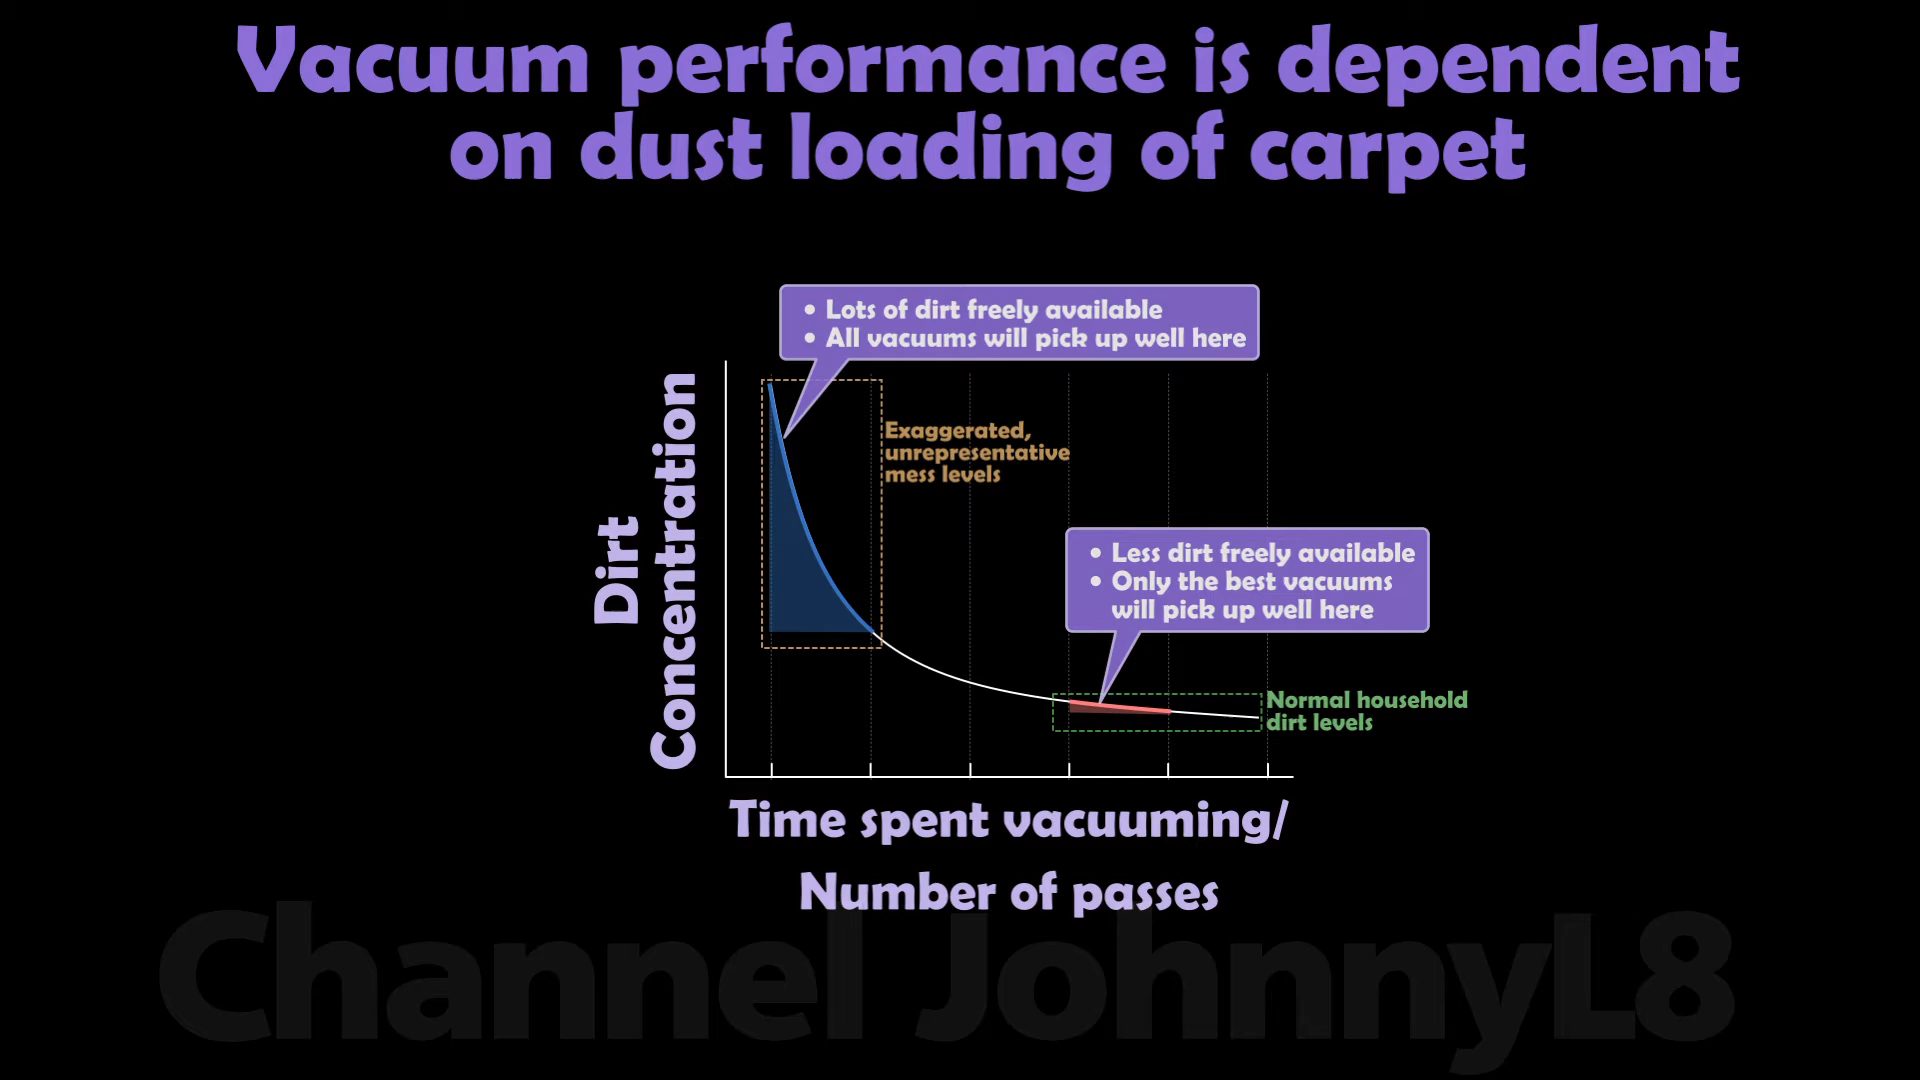 Vacuum performance is dependent
on dust loading of carpet
• Lots of dirt freely available
• All vacuums will pick up well here
Exaggerated,
unrepresentative
mess levels
• Less dirt freely available
• Only the best vacuums
will pick up well here
Normal household
dirt levels
Dirt
Concentration
Time spent vacuuming/
Number of passes
Channel JohnnyL8